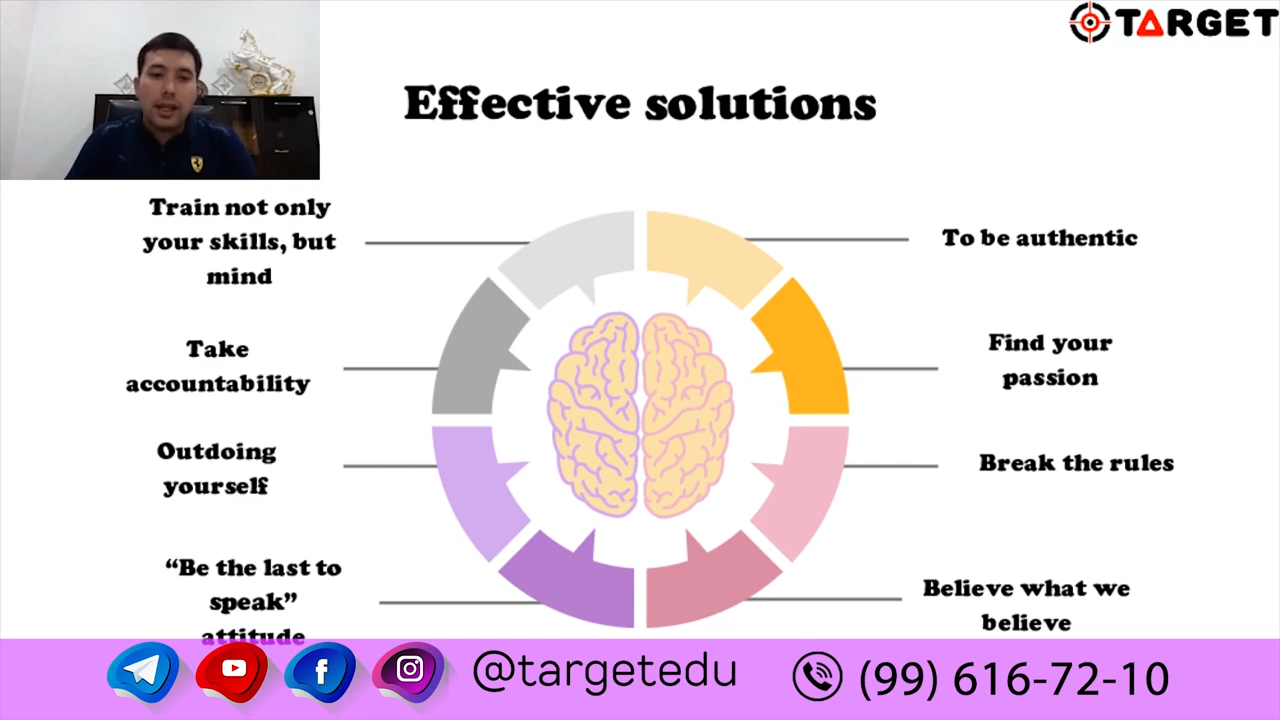 TARGET
Effective solutions
Train not only
your skills, but
mind
Take
accountability
Outdoing
yourself
“Be the last to
speak”
attitude
To be authentic
Find your
passion
Break the rules
Believe what we
believe
@targetedu
(99) 616-72-10